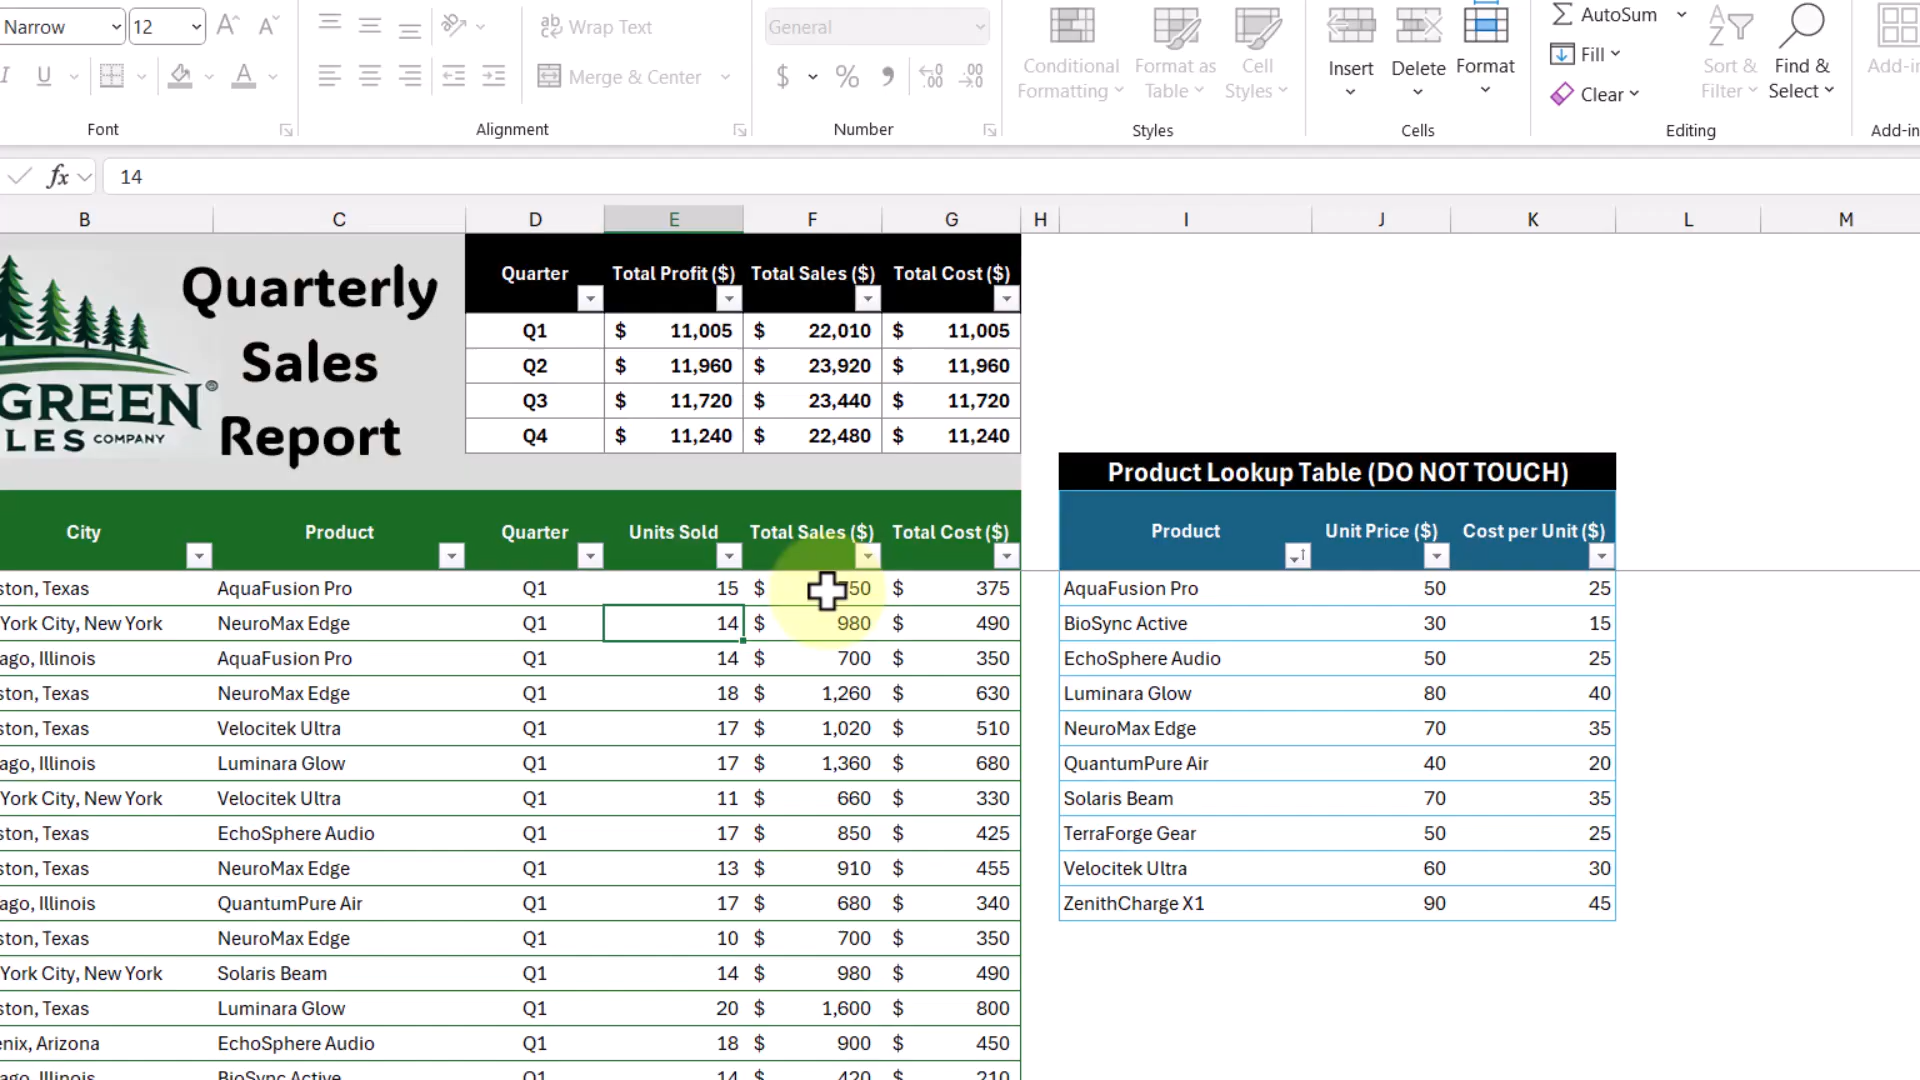 Narrow 12 Wrap Text General AutoSum
U Merge & Center $ % Conditional Formatting Format as Table Cell Styles Insert Delete Format Fill Clear Sort & Filter Find & Select Add-in
Font Alignment Number Styles Cells Editing Add-in
fx 14
B C D E F G H I J K L M
Quarterly
Sales
Report
GREEN®
LES COMPANY
Quarter Total Profit ($) Total Sales ($) Total Cost ($)
Q1 $ 11,005 $ 22,010 $ 11,005
Q2 $ 11,960 $ 23,920 $ 11,960
Q3 $ 11,720 $ 23,440 $ 11,720
Q4 $ 11,240 $ 22,480 $ 11,240
Product Lookup Table (DO NOT TOUCH)
City Product Quarter Units Sold Total Sales ($) Total Cost ($) Product Unit Price ($) Cost per Unit ($)
ston, Texas AquaFusion Pro Q1 15 $ 50 $ 375 AquaFusion Pro 50 25
York City, New York NeuroMax Edge Q1 14 $ 980 $ 490 BioSync Active 30 15
ago, Illinois AquaFusion Pro Q1 14 $ 700 $ 350 EchoSphere Audio 50 25
ston, Texas NeuroMax Edge Q1 18 $ 1,260 $ 630 Luminara Glow 80 40
ston, Texas Velocitek Ultra Q1 17 $ 1,020 $ 510 NeuroMax Edge 70 35
ago, Illinois Luminara Glow Q1 17 $ 1,360 $ 680 QuantumPure Air 40 20
York City, New York Velocitek Ultra Q1 11 $ 660 $ 330 Solaris Beam 70 35
ston, Texas EchoSphere Audio Q1 17 $ 850 $ 425 TerraForge Gear 50 25
ston, Texas NeuroMax Edge Q1 13 $ 910 $ 455 Velocitek Ultra 60 30
ago, Illinois QuantumPure Air Q1 17 $ 680 $ 340 ZenithCharge X1 90 45
ston, Texas NeuroMax Edge Q1 10 $ 700 $ 350
York City, New York Solaris Beam Q1 14 $ 980 $ 490
ston, Texas Luminara Glow Q1 20 $ 1,600 $ 800
enix, Arizona EchoSphere Audio Q1 18 $ 900 $ 450
ago, Illinois BioSync Active Q1 14 $ 420 $ 210